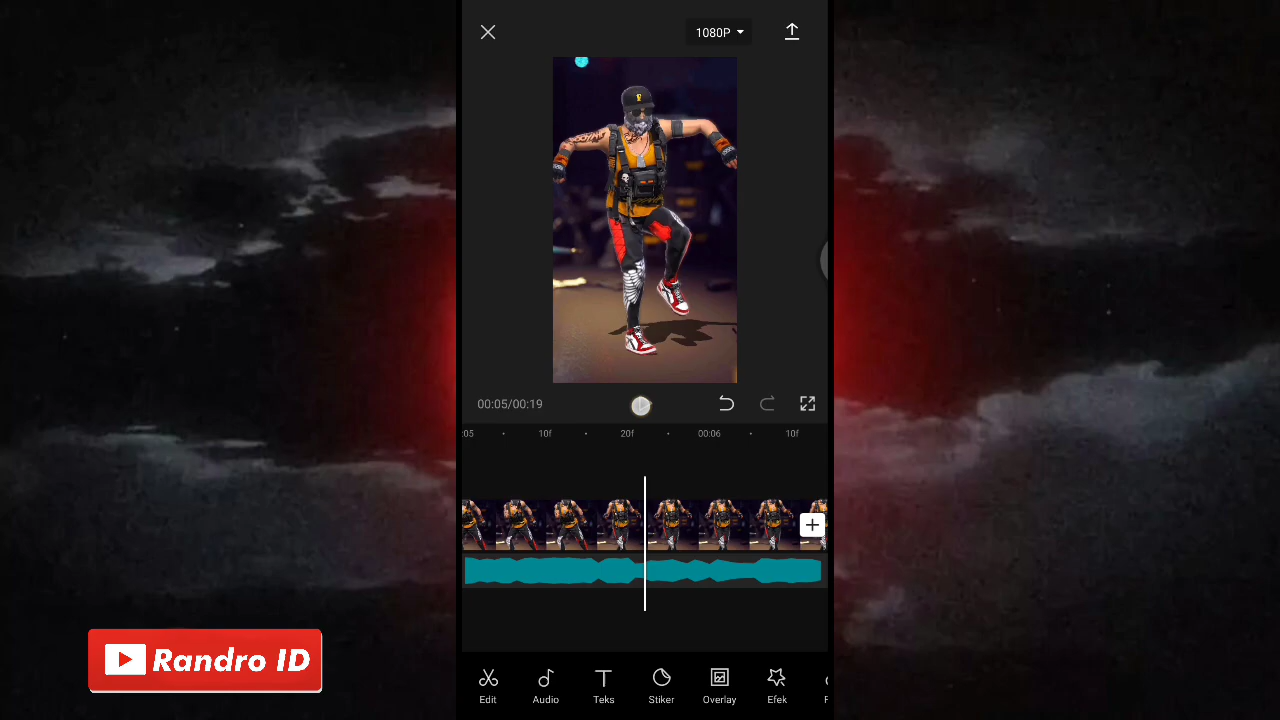 1080P
00:05/00:19
:05
10f
20f
00:06
10f
Edit
Audio
Teks
Stiker
Overlay
Efek
Randro ID